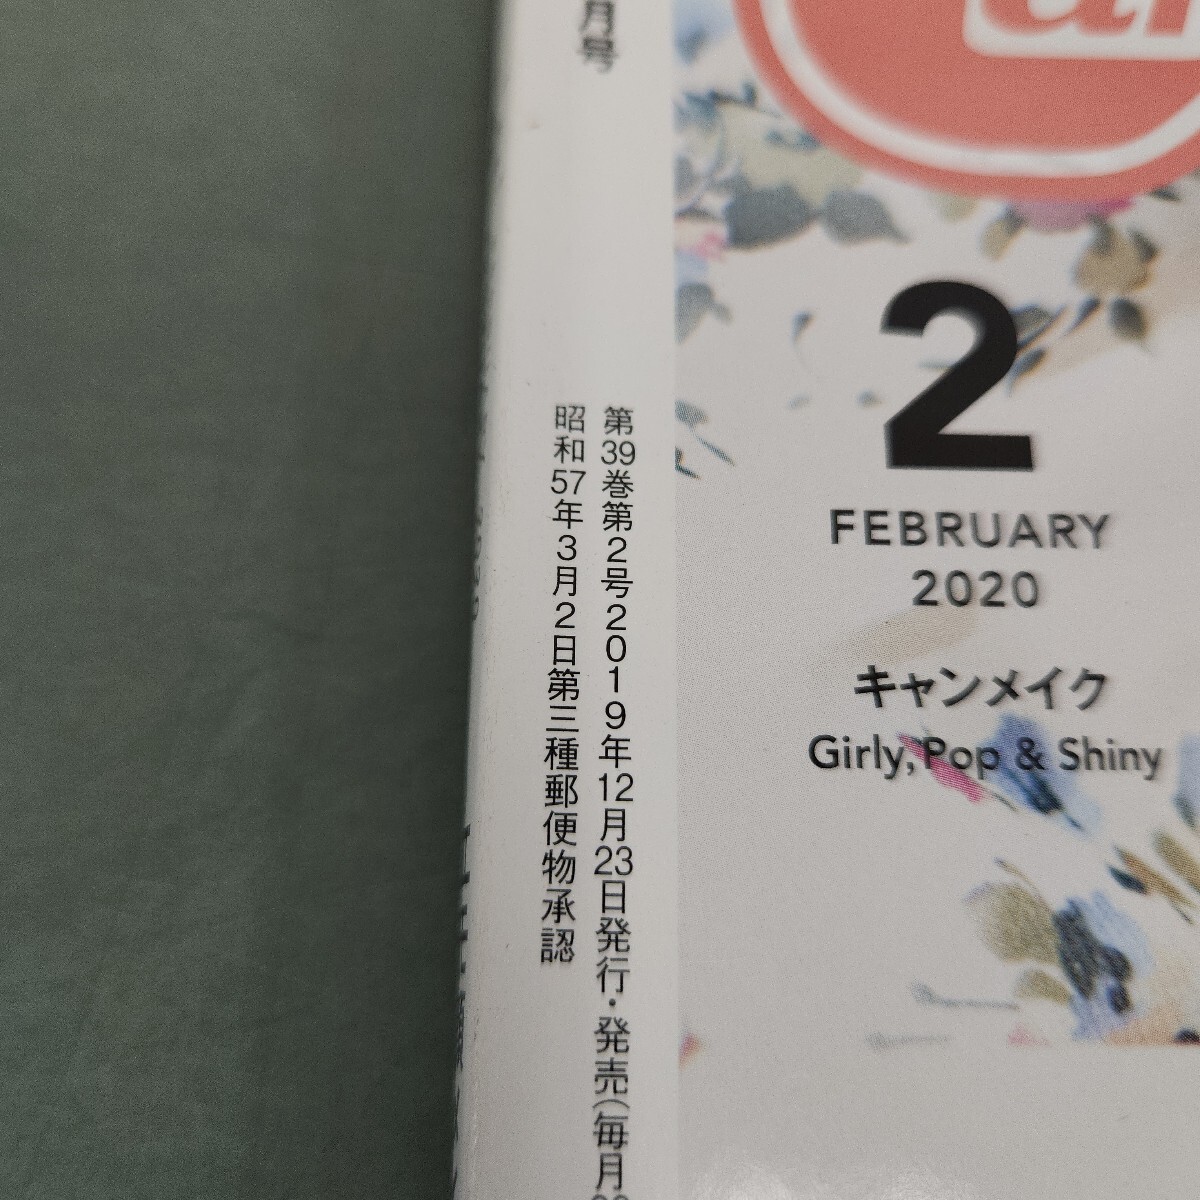 月号
第39巻第2号2019年12月23日発行・発売(毎月
昭和57年3月2日第三種郵便物承認
2
FEBRUARY
2020
キャンメイク
Girly, Pop & Shiny